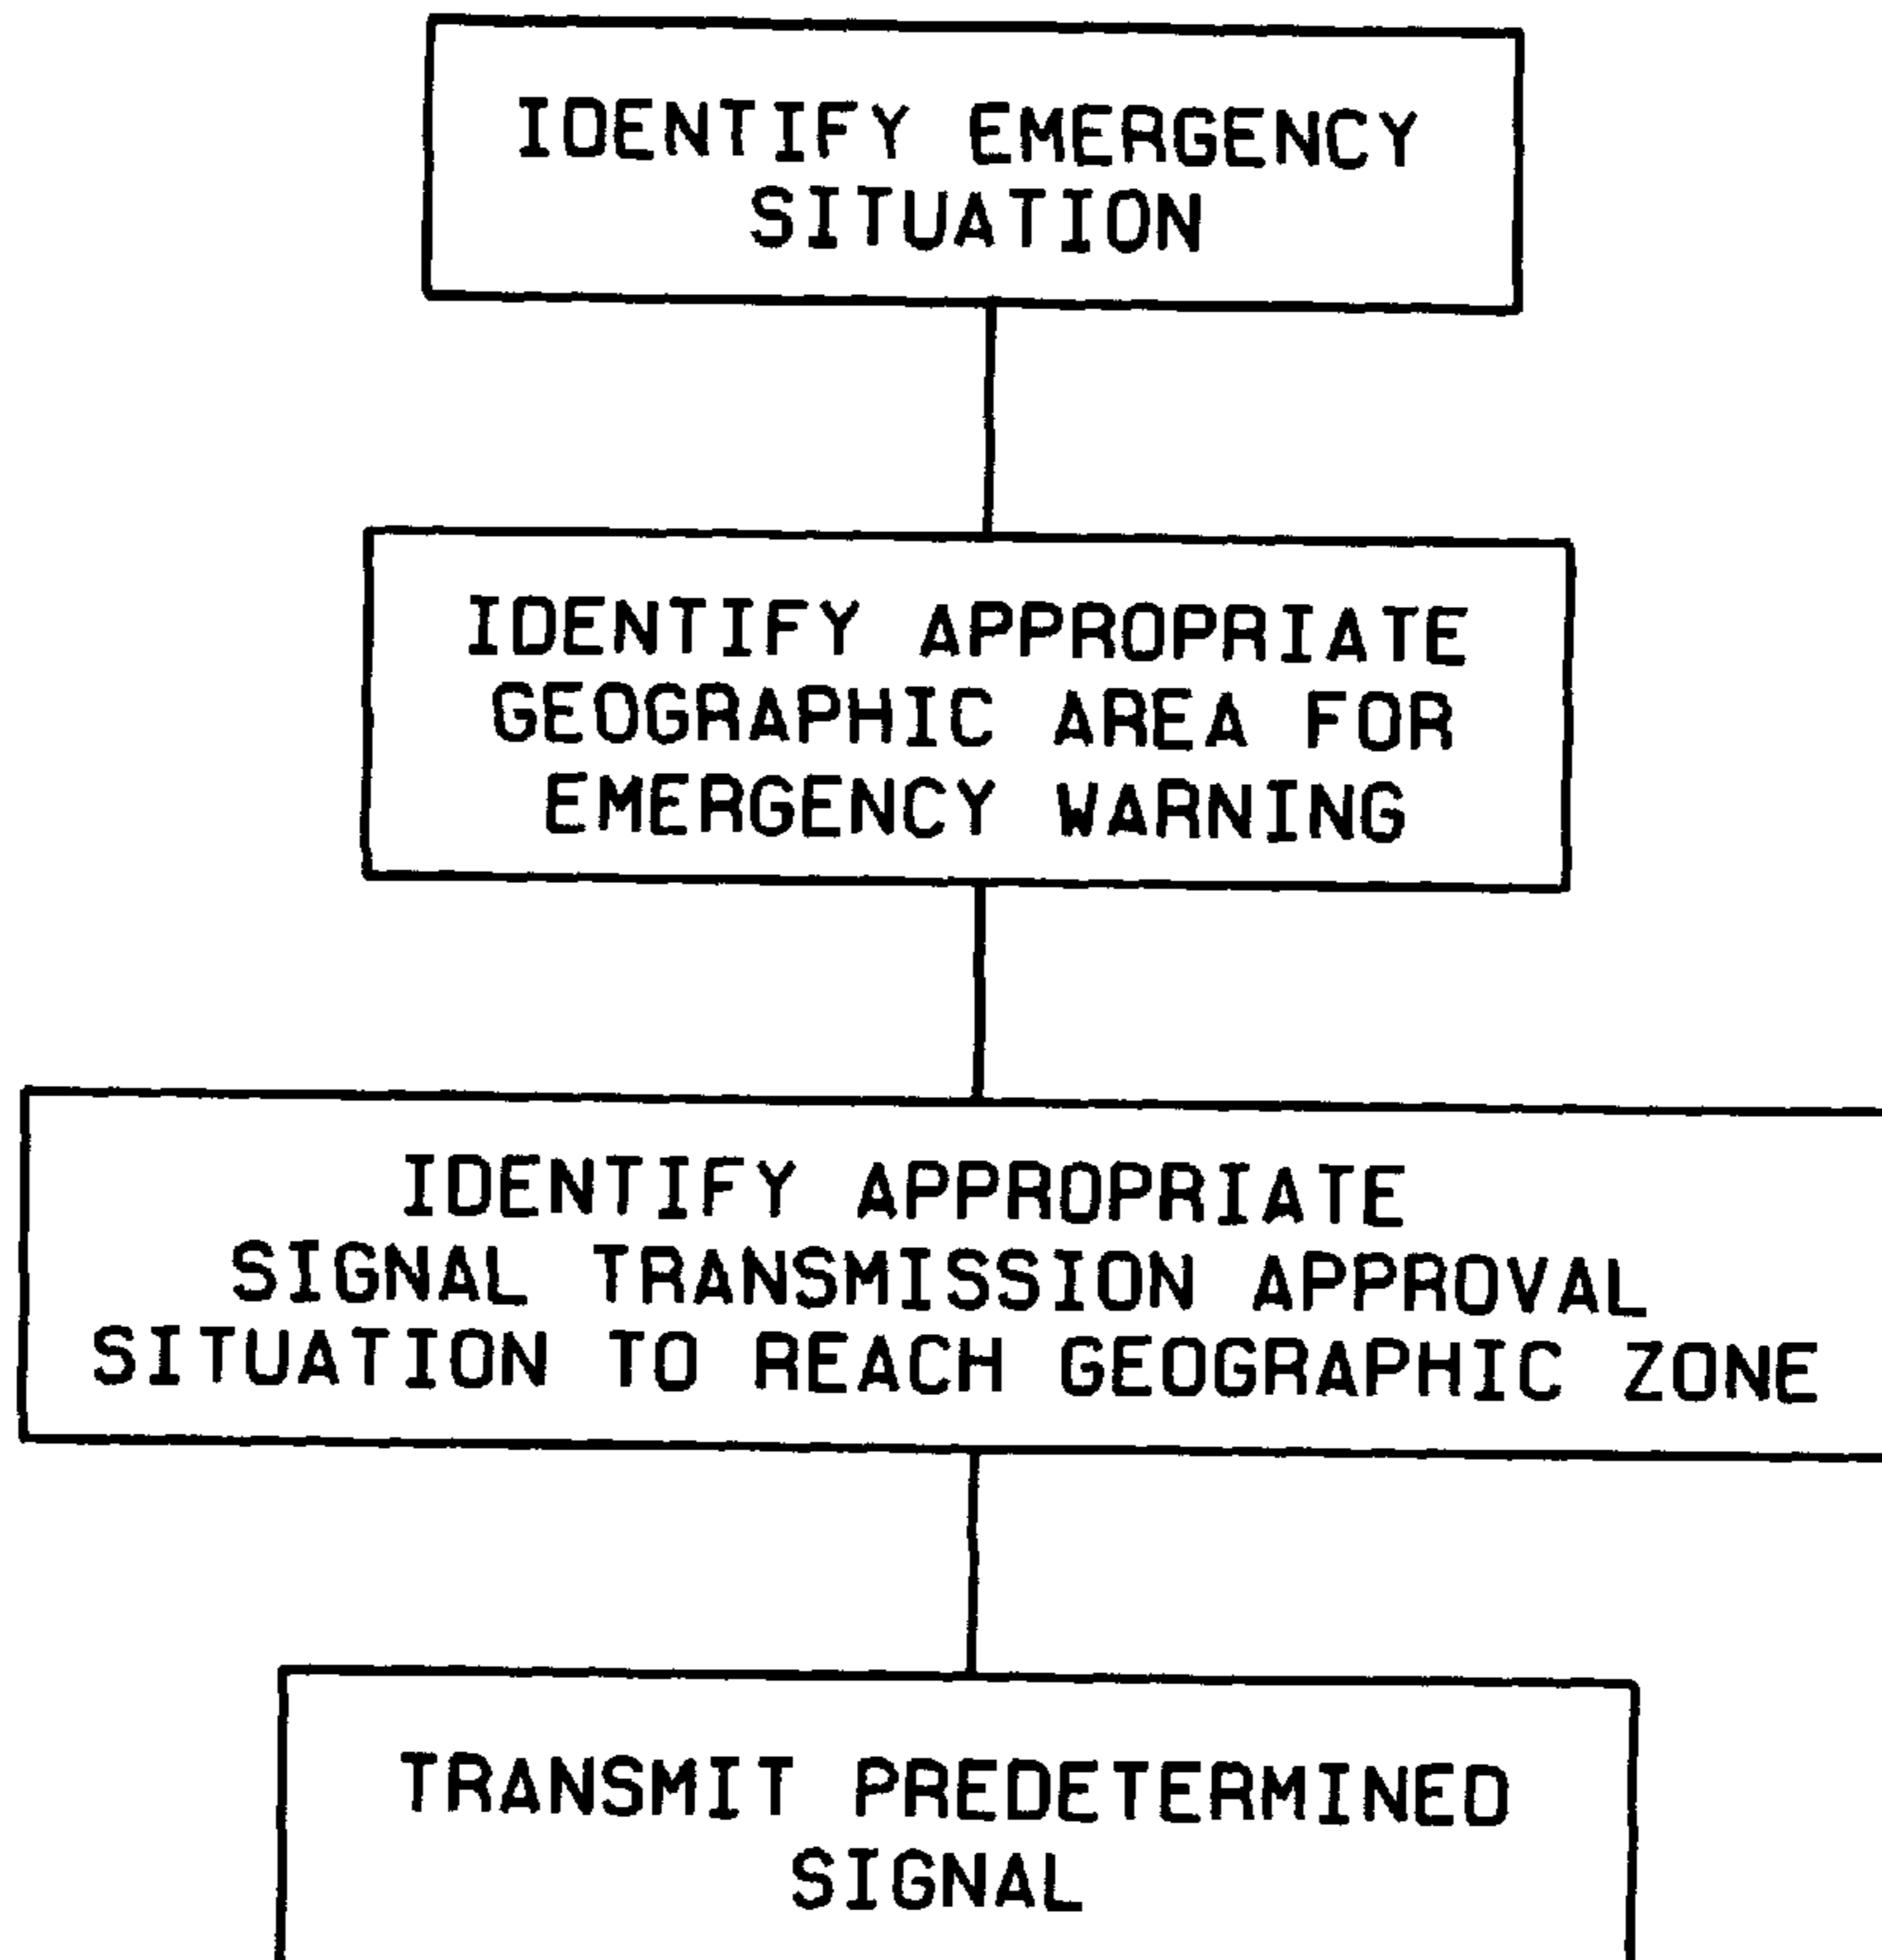 IDENTIFY EMERGENCY
SITUATION
IDENTIFY APPROPRIATE
GEOGRAPHIC AREA FOR
EMERGENCY WARNING
IDENTIFY APPROPRIATE
SIGNAL TRANSMISSION APPROVAL
SITUATION TO REACH GEOGRAPHIC ZONE
TRANSMIT PREDETERMINED
SIGNAL